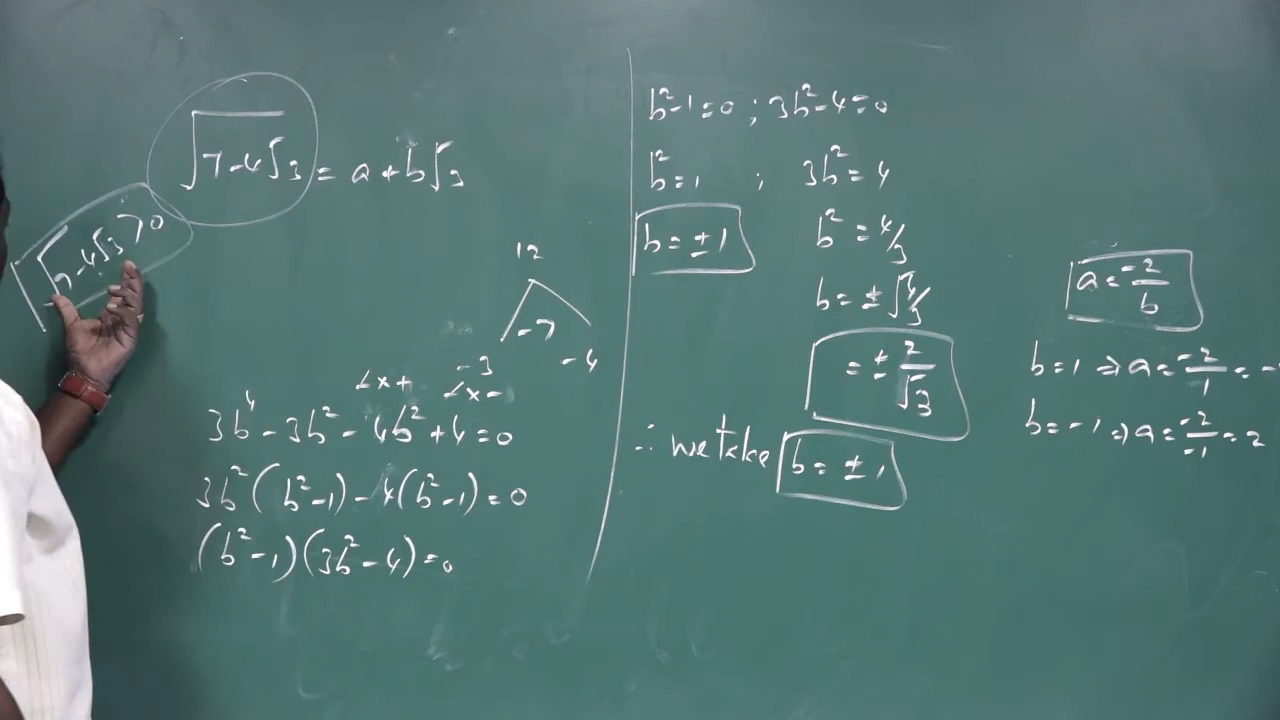 √(7-4√3) = a+b√3
√(7-4√3) > 0
12
-7
-3 -4
3b⁴ - 3b² - 4b² + 4 = 0
3b²(b²-1) - 4(b²-1) = 0
(b²-1)(3b²-4) = 0
b²-1=0 ; 3b²-4=0
b²=1 ; 3b²=4
b=±1
b²=4/3
b=±√4/3
=±2/√3
∴ we take b=±1
a=-2/b
b=1 ⇒ a=-2/1=-
b=-1 ⇒ a=-2/-1=2